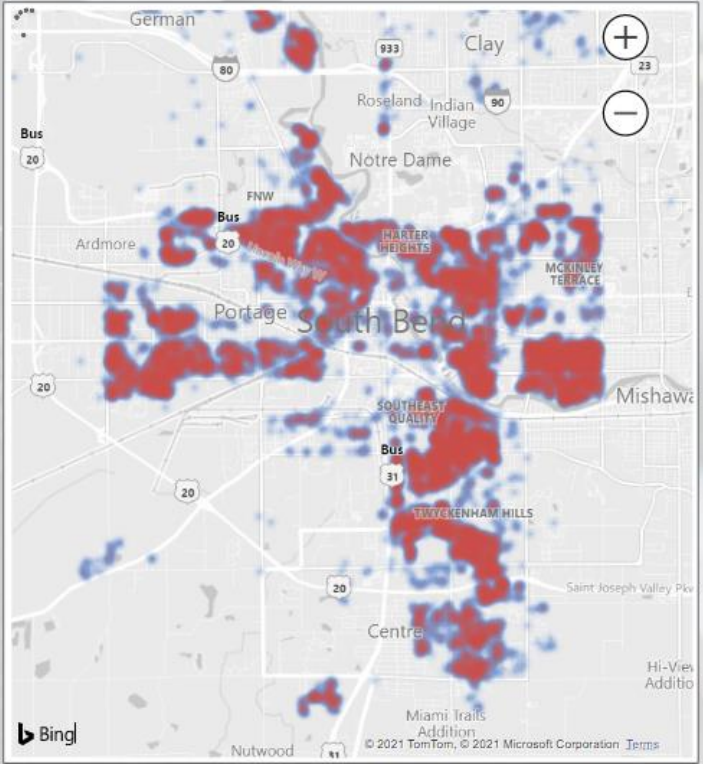 German
933
Clay
80
23
Roseland
Indian
Village
90
Bus
20
Notre Dame
FNW
Bus
20
Ardmore
HARTER
HEIGHTS
MCKINLEY
TERRACE
Portage
South Bend
20
Mishawa
SOUTHEAST
QUALITY
Bus
31
20
TWYCKENHAM HILLS
20
Saint Joseph Valley Pkw
Centre
Hi-View
Additio
Miami Trails
Addition
Bing
© 2021 TomTom, © 2021 Microsoft Corporation Terms
Nutwood
31